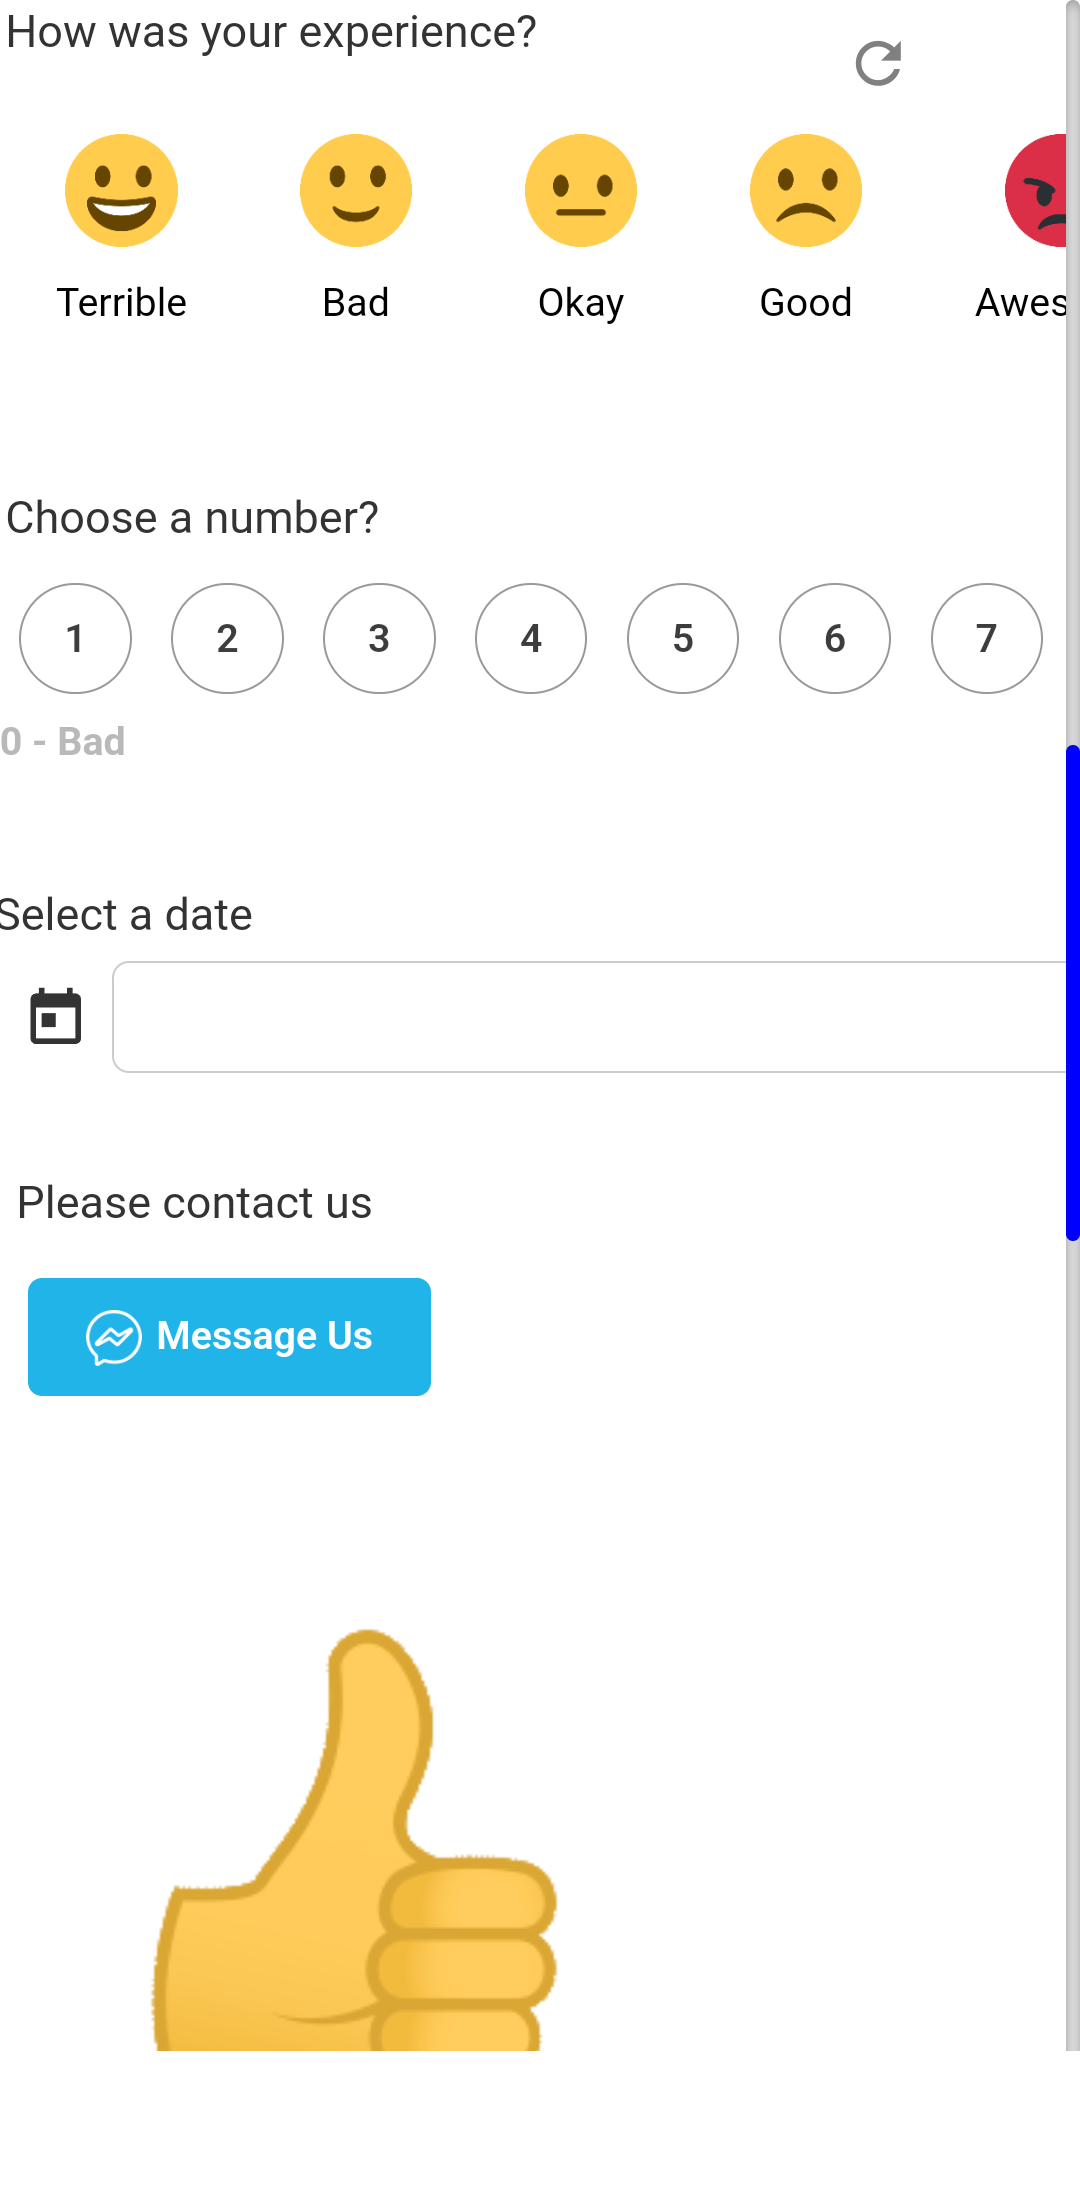 How was your experience?
Terrible Bad Okay Good Awes
Choose a number?
1 2 3 4 5 6 7
0 - Bad
Select a date
Please contact us
Message Us